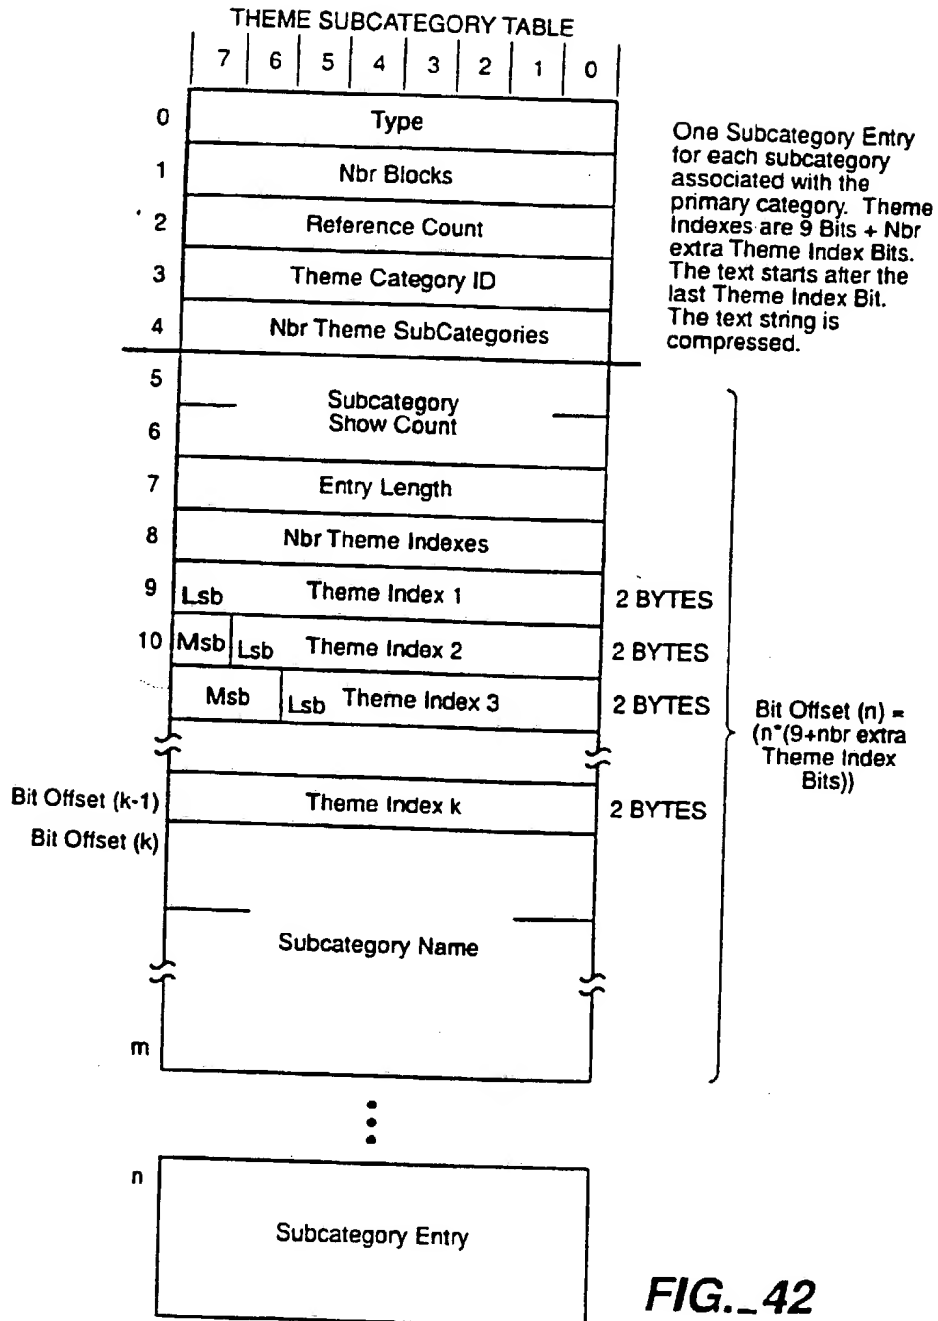 THEME SUBCATEGORY TABLE
7 6 5 4 3 2 1 0
0 Type
1 Nbr Blocks
2 Reference Count
3 Theme Category ID
4 Nbr Theme SubCategories
One Subcategory Entry
for each subcategory
associated with the
primary category. Theme
Indexes are 9 Bits + Nbr
extra Theme Index Bits.
The text starts after the
last Theme Index Bit.
The text string is
compressed.
5
Subcategory
Show Count
6
7 Entry Length
8 Nbr Theme Indexes
9 Lsb Theme Index 1 2 BYTES
10 Msb Lsb Theme Index 2 2 BYTES
Msb Lsb Theme Index 3 2 BYTES
Bit Offset (n) =
(n*(9+nbr extra
Theme Index
Bits))
Bit Offset (k-1) Theme Index k 2 BYTES
Bit Offset (k)
Subcategory Name
m
n
Subcategory Entry
FIG._42